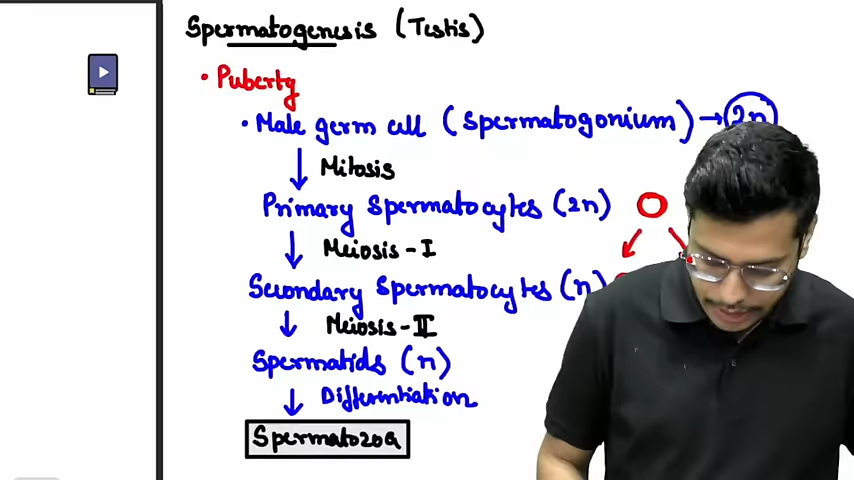 Spermatogenesis (Testis)
• Puberty
• Male germ cell (Spermatogonium) → 2n
↓ Mitosis
Primary Spermatocytes (2n)
↓ Meiosis - I
Secondary Spermatocytes (n)
↓ Meiosis - II
Spermatids (n)
↓ Differentiation
Spermatozoa